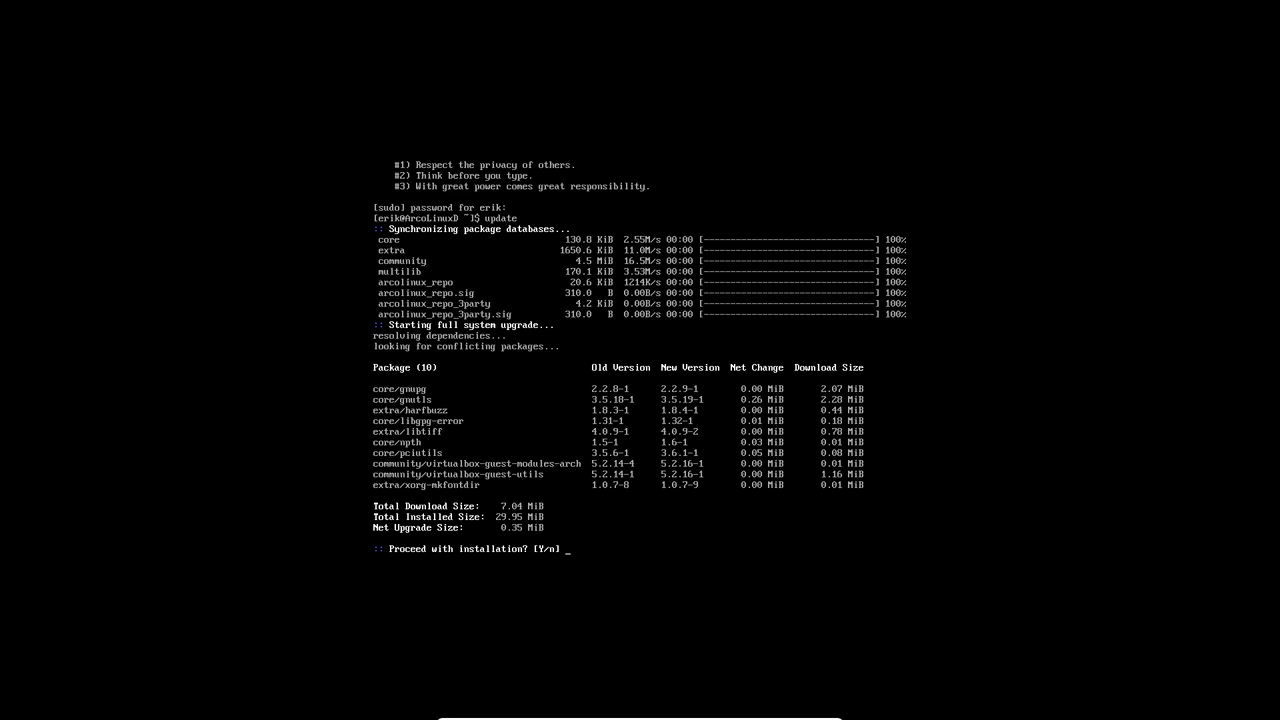 #1) Respect the privacy of others.
#2) Think before you type.
#3) With great power comes great responsibility.
[sudo] password for erik:
[erik@ArcoLinuxD ~]$ update
:: Synchronizing package databases...
core 130.8 KiB 2.55M/s 00:00 [--------------------------------] 100%
extra 1650.6 KiB 11.0M/s 00:00 [--------------------------------] 100%
community 4.5 MiB 16.5M/s 00:00 [--------------------------------] 100%
multilib 170.1 KiB 3.53M/s 00:00 [--------------------------------] 100%
arcolinux_repo 20.6 KiB 1214K/s 00:00 [--------------------------------] 100%
arcolinux_repo.sig 310.0 B 0.00B/s 00:00 [--------------------------------] 100%
arcolinux_repo_3party 4.2 KiB 0.00B/s 00:00 [--------------------------------] 100%
arcolinux_repo_3party.sig 310.0 B 0.00B/s 00:00 [--------------------------------] 100%
:: Starting full system upgrade...
resolving dependencies...
looking for conflicting packages...
Package (10) Old Version New Version Net Change Download Size
core/gnupg 2.2.8-1 2.2.9-1 0.00 MiB 2.07 MiB
core/gnutls 3.5.18-1 3.5.19-1 0.26 MiB 2.28 MiB
extra/harfbuzz 1.8.3-1 1.8.4-1 0.00 MiB 0.44 MiB
core/libgpg-error 1.31-1 1.32-1 0.01 MiB 0.18 MiB
extra/libtiff 4.0.9-1 4.0.9-2 0.00 MiB 0.78 MiB
core/npth 1.5-1 1.6-1 0.03 MiB 0.01 MiB
core/pciutils 3.5.6-1 3.6.1-1 0.05 MiB 0.08 MiB
community/virtualbox-guest-modules-arch 5.2.14-4 5.2.16-1 0.00 MiB 0.01 MiB
community/virtualbox-guest-utils 5.2.14-1 5.2.16-1 0.00 MiB 1.16 MiB
extra/xorg-mkfontdir 1.0.7-8 1.0.7-9 0.00 MiB 0.01 MiB
Total Download Size: 7.04 MiB
Total Installed Size: 29.95 MiB
Net Upgrade Size: 0.35 MiB
:: Proceed with installation? [Y/n] _